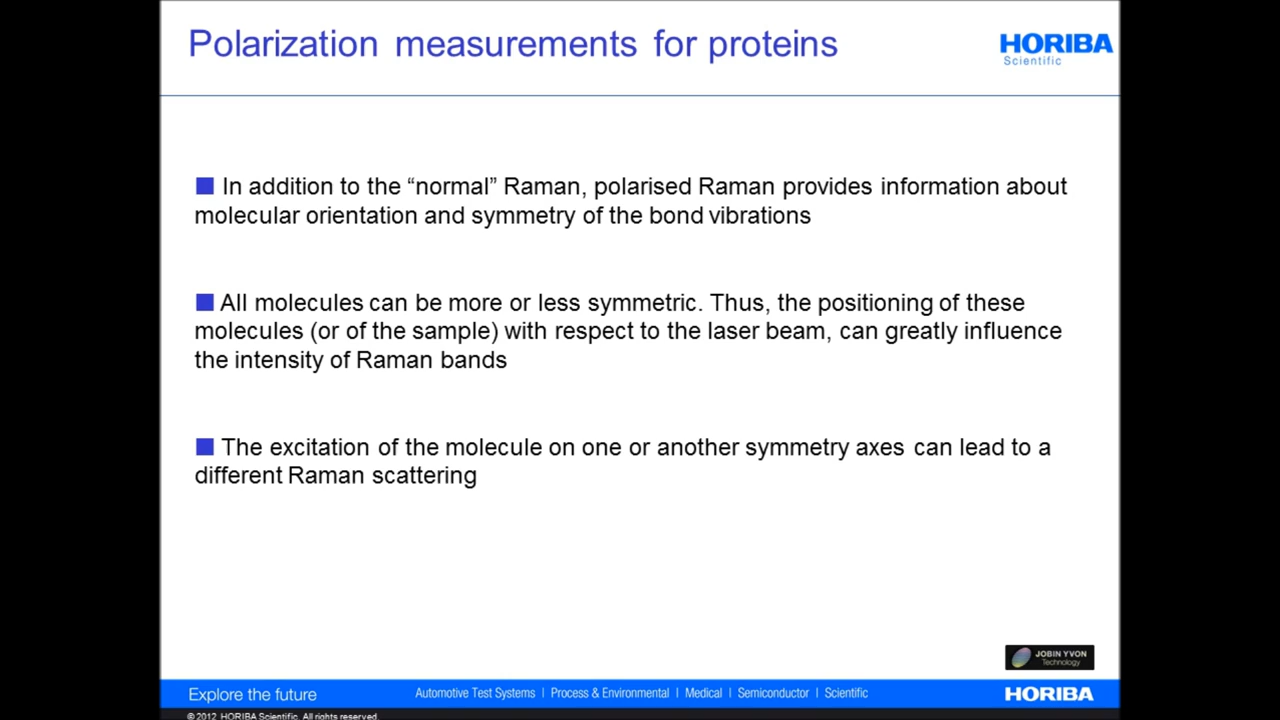 Polarization measurements for proteins
HORIBA
Scientific
In addition to the “normal” Raman, polarised Raman provides information about
molecular orientation and symmetry of the bond vibrations
All molecules can be more or less symmetric. Thus, the positioning of these
molecules (or of the sample) with respect to the laser beam, can greatly influence
the intensity of Raman bands
The excitation of the molecule on one or another symmetry axes can lead to a
different Raman scattering
JOBIN YVON
Technology
Explore the future
Automotive Test Systems | Process & Environmental | Medical | Semiconductor | Scientific
HORIBA
© 2012 HORIBA Scientific. All rights reserved.